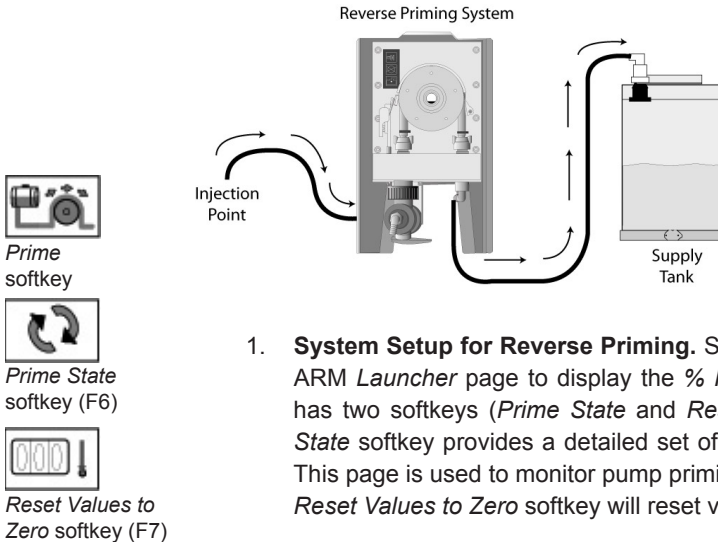 Reverse Priming System
Injection
Point
Supply
Tank
Prime
softkey
Prime State
softkey (F6)
Reset Values to
Zero softkey (F7)
1. System Setup for Reverse Priming.
ARM Launcher page to display the %
has two softkeys (Prime State and
State softkey provides a detailed set of
This page is used to monitor pump
Reset Values to Zero softkey will reset